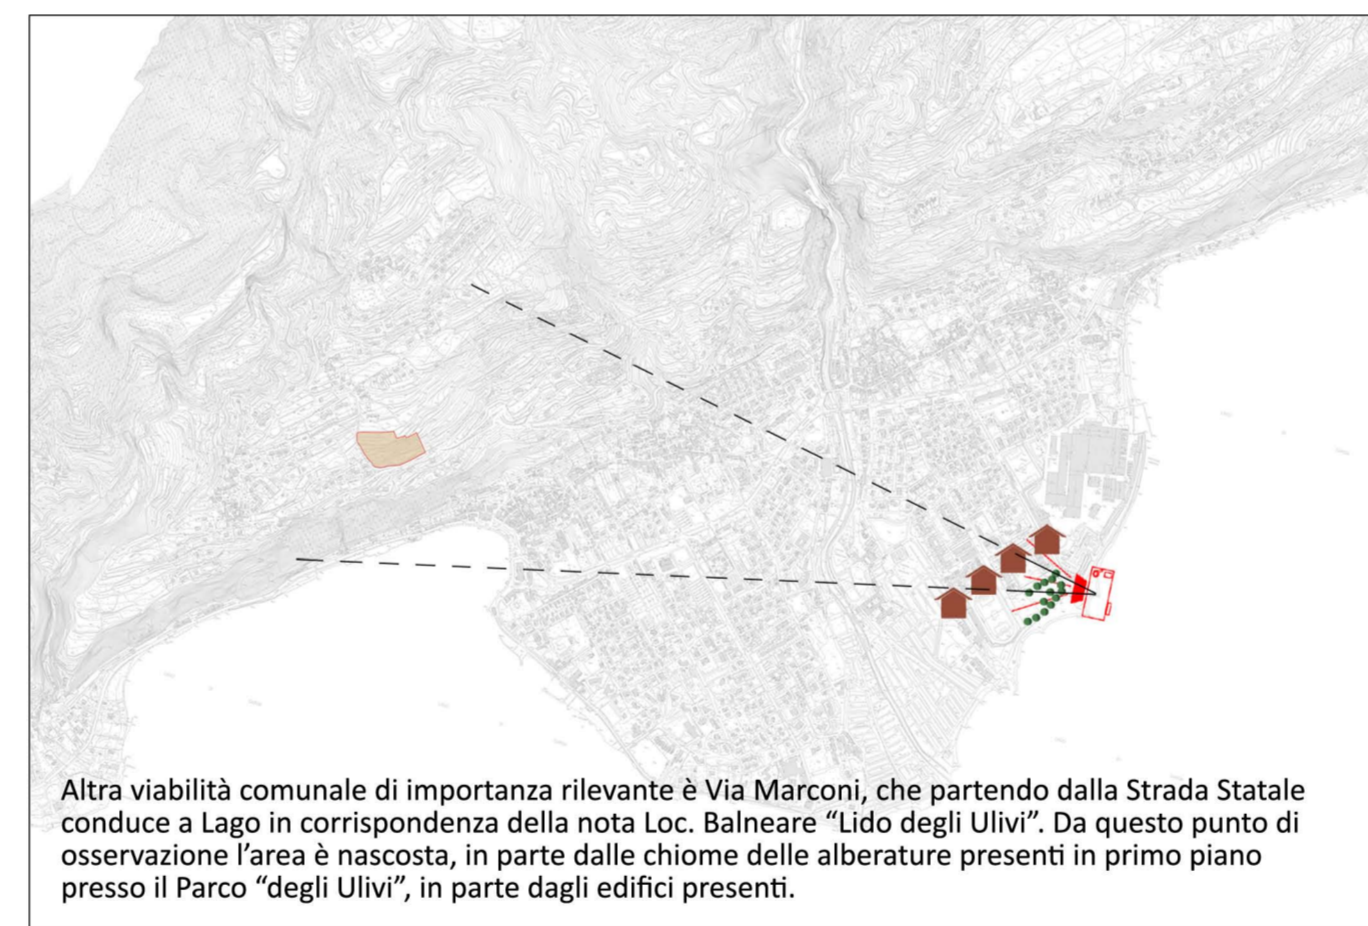 Altra viabilità comunale di importanza rilevante è Via Marconi, che partendo dalla Strada Statale
conduce a Lago in corrispondenza della nota Loc. Balneare “Lido degli Ulivi”. Da questo punto di
osservazione l’area è nascosta, in parte dalle chiome delle alberature presenti in primo piano
presso il Parco “degli Ulivi”, in parte dagli edifici presenti.